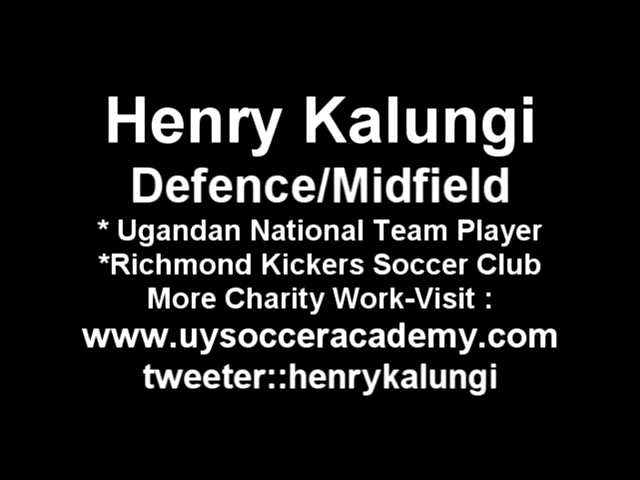 Henry Kalungi
Defence/Midfield
* Ugandan National Team Player
*Richmond Kickers Soccer Club
More Charity Work-Visit :
www.uysocceracademy.com
tweeter::henrykalungi